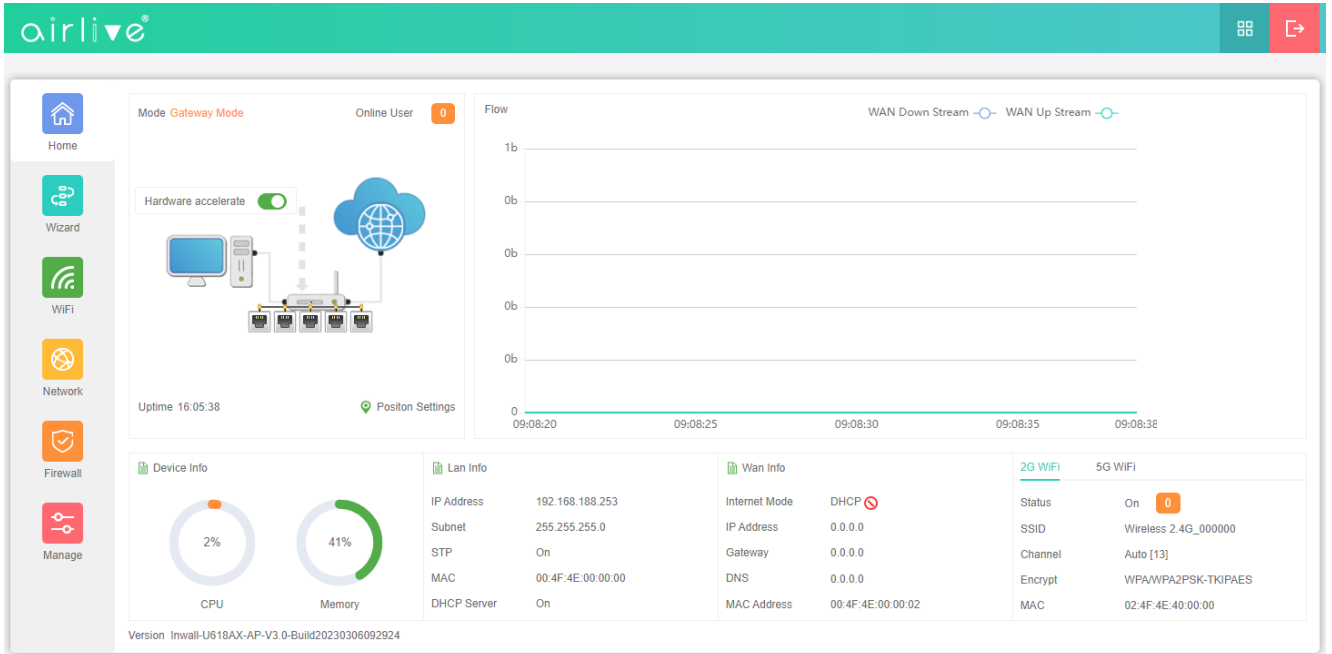 airlive®
Home
Wizard
WiFi
Network
Firewall
Manage
Mode Gateway Mode Online User 0
Hardware accelerate
Uptime 16:05:38 Positon Settings
Flow WAN Down Stream WAN Up Stream
1b
0b
0b
0b
0b
0
09:08:20 09:08:25 09:08:30 09:08:35 09:08:38
Device Info
2% 41%
CPU Memory
Lan Info
IP Address 192.168.188.253
Subnet 255.255.255.0
STP On
MAC 00:4F:4E:00:00:00
DHCP Server On
Wan Info
Internet Mode DHCP
IP Address 0.0.0.0
Gateway 0.0.0.0
DNS 0.0.0.0
MAC Address 00:4F:4E:00:00:02
2G WiFi 5G WiFi
Status On 0
SSID Wireless 2.4G_000000
Channel Auto [13]
Encrypt WPA/WPA2PSK-TKIPAES
MAC 02:4F:4E:40:00:00
Version Inwall-U618AX-AP-V3.0-Build20230306092924